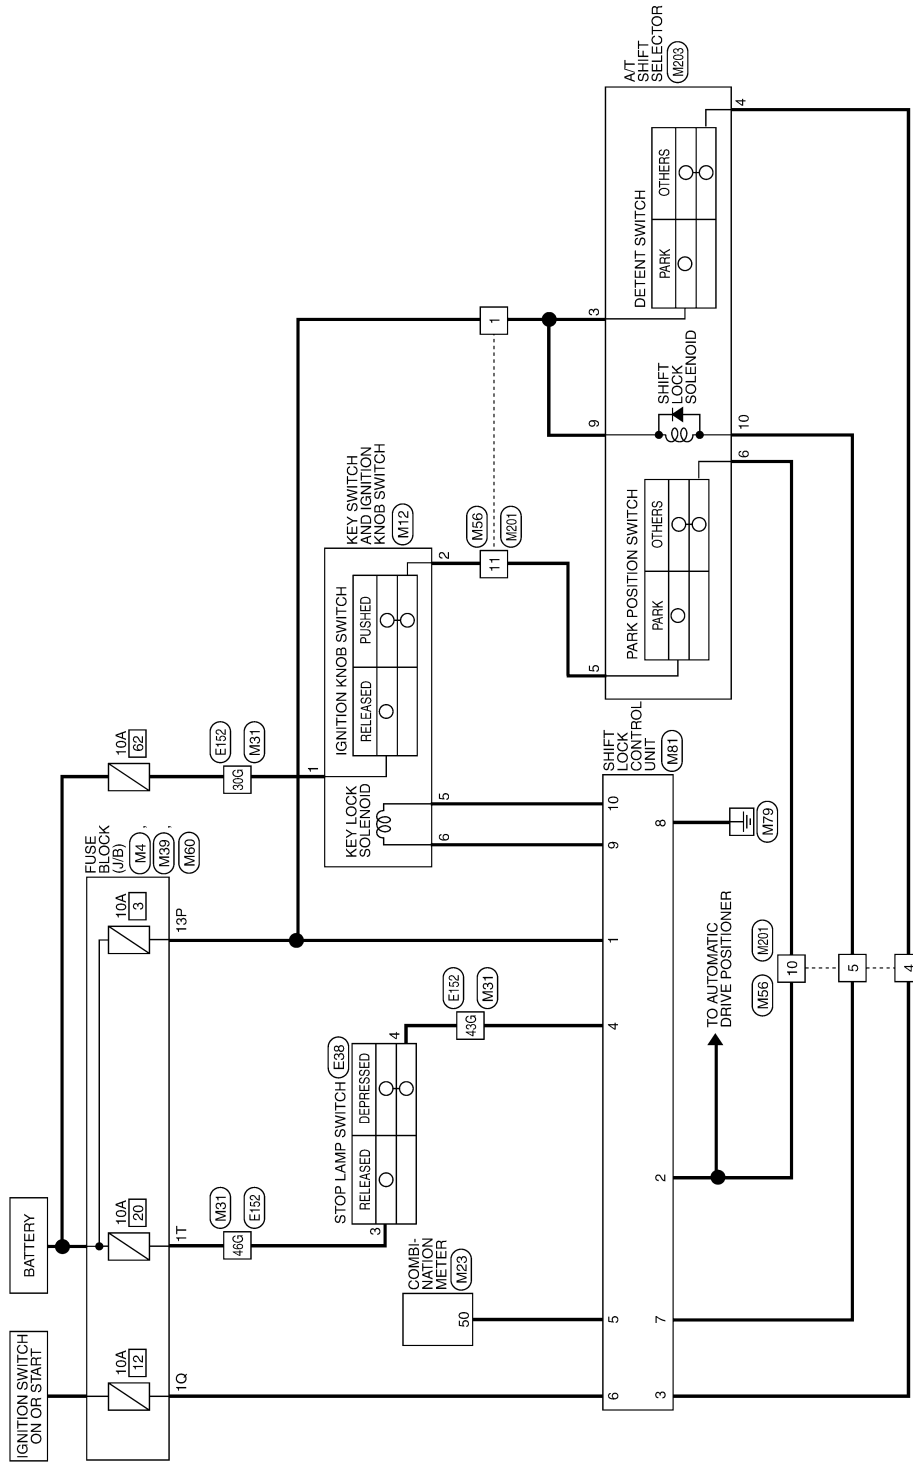 IGNITION SWITCH
ON OR START
BATTERY
FUSE
BLOCK
(J/B)
M4 ,
M39 ,
M60
10A
12
10A
20
10A
3
10A
62
1Q
1T
13P
M31
46G
E152
E152
30G
M31
COMBI-
NATION
METER
M23
50
STOP LAMP SWITCH
E38
RELEASED
DEPRESSED
3
4
E152
43G
M31
KEY SWITCH
AND IGNITION
KNOB SWITCH
M12
KEY LOCK
SOLENOID
IGNITION KNOB SWITCH
RELEASED
PUSHED
1
2
6
5
M56
11
M201
1
SHIFT
LOCK
CONTROL
UNIT
M81
6
5
4
1
9
10
3
7
2
8
M79
TO AUTOMATIC
DRIVE POSITIONER
M56
10
M201
5
4
A/T
SHIFT
SELECTOR
M203
PARK POSITION SWITCH
PARK
OTHERS
SHIFT
LOCK
SOLENOID
DETENT SWITCH
PARK
OTHERS
5
9
3
6
10
4